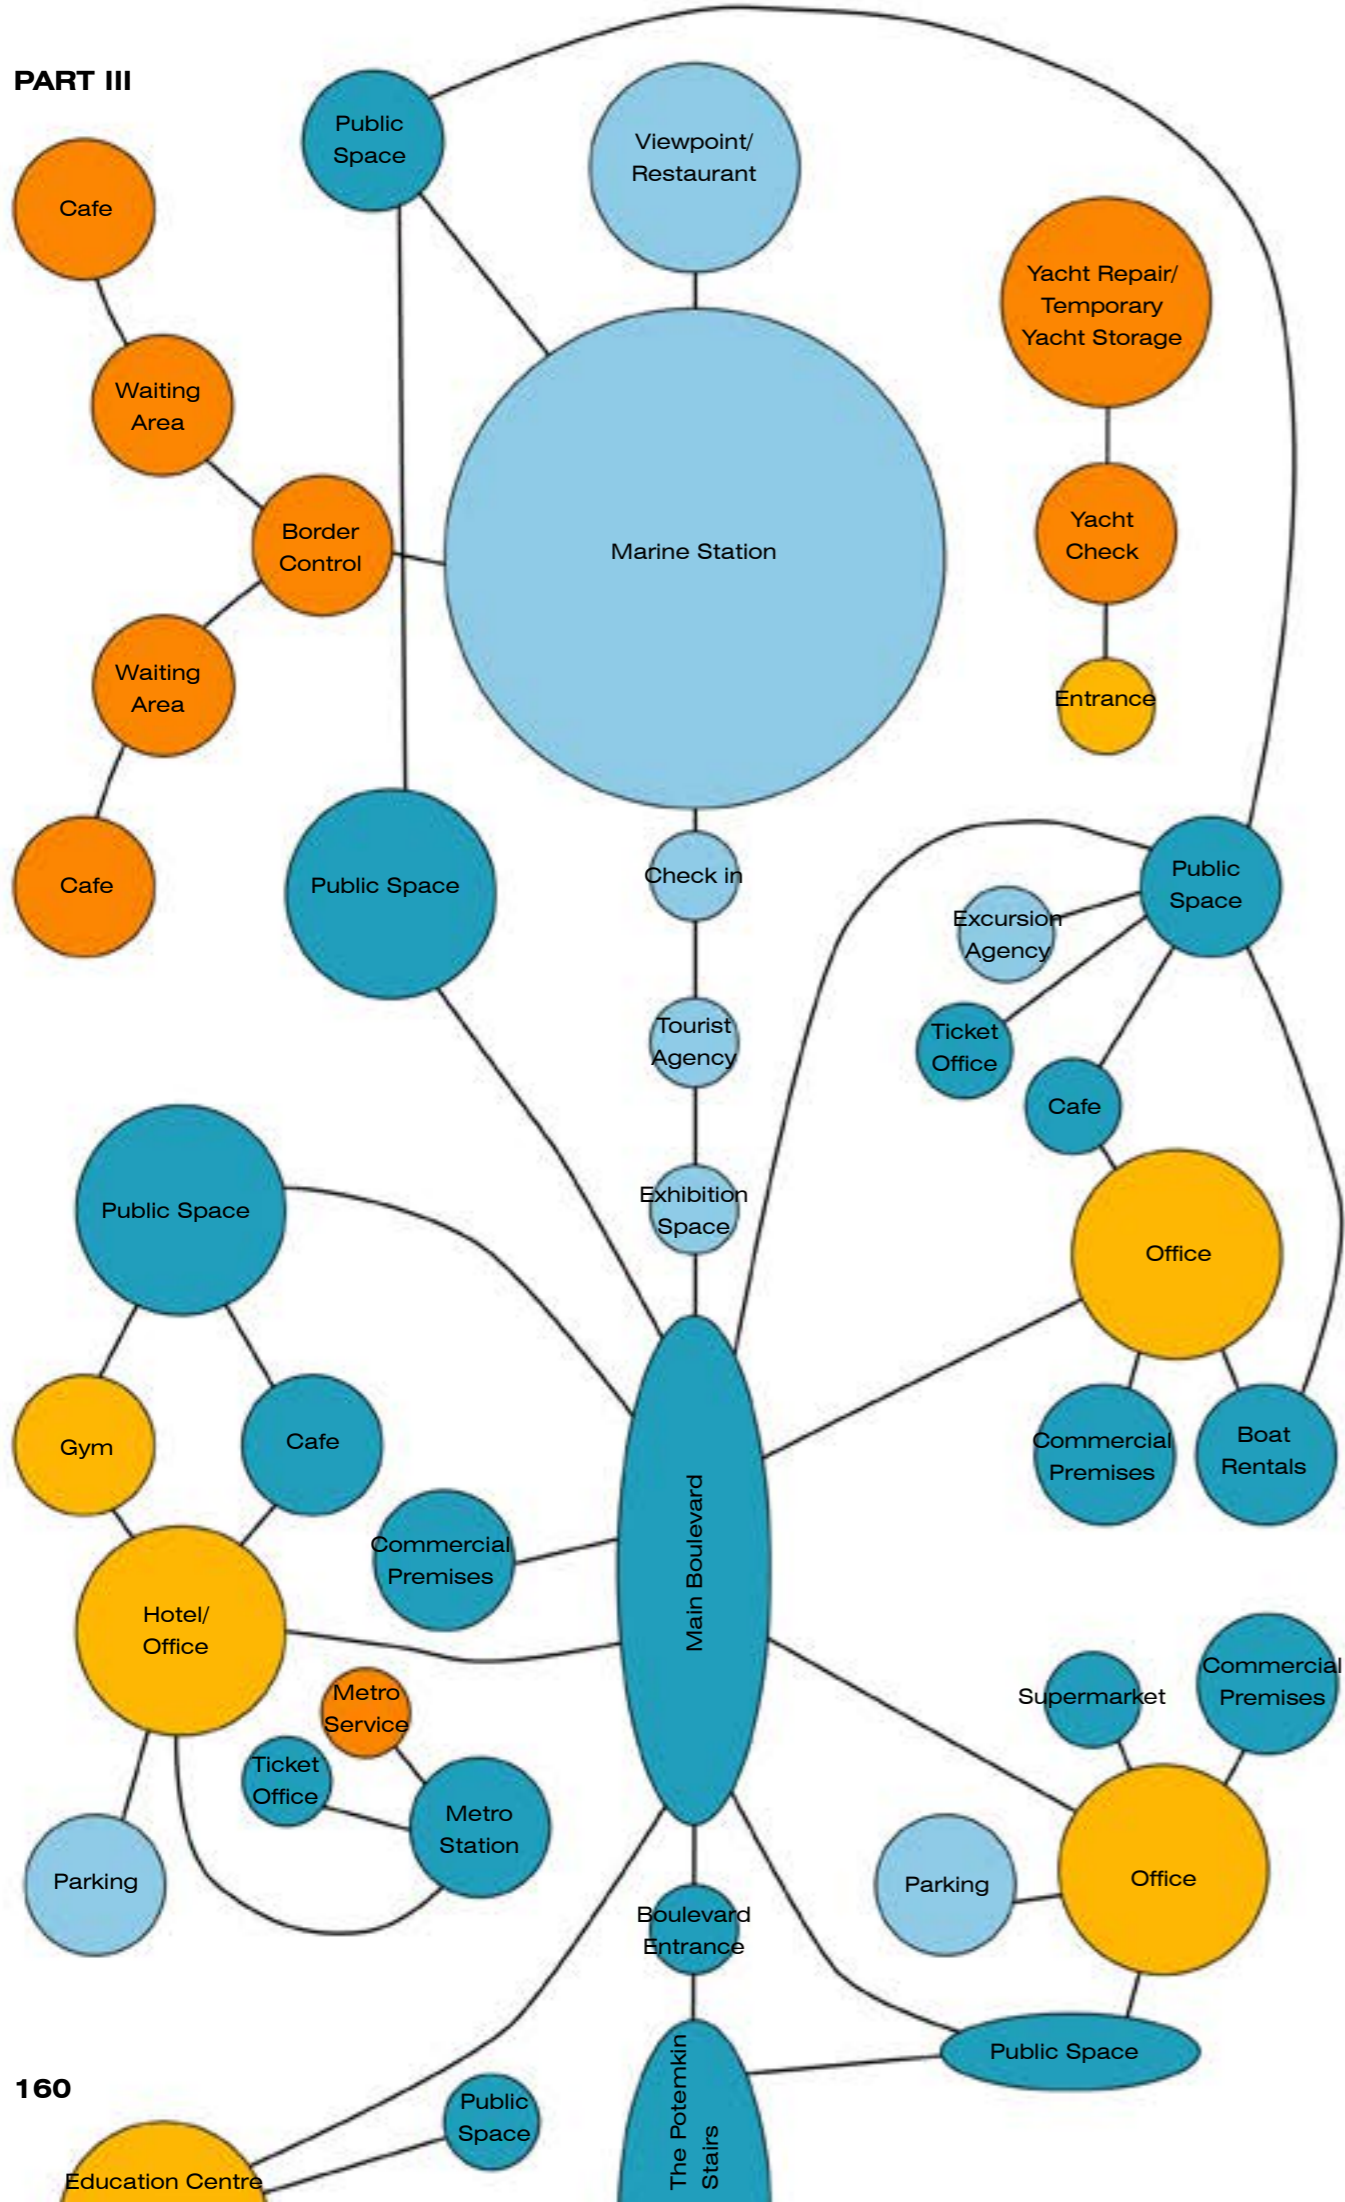 PART III
Public
Space
Viewpoint/
Restaurant
Cafe
Yacht Repair/
Temporary
Yacht Storage
Waiting
Area
Border
Control
Marine Station
Yacht
Check
Waiting
Area
Entrance
Cafe
Public Space
Check in
Public
Space
Excursion
Agency
Tourist
Agency
Ticket
Office
Cafe
Public Space
Exhibition
Space
Office
Gym
Cafe
Commercial
Premises
Boat
Rentals
Commercial
Premises
Main Boulevard
Hotel/
Office
Metro
Service
Supermarket
Commercial
Premises
Ticket
Office
Metro
Station
Parking
Parking
Office
Boulevard
Entrance
Public Space
The Potemkin
Stairs
160
Public
Space
Education Centre